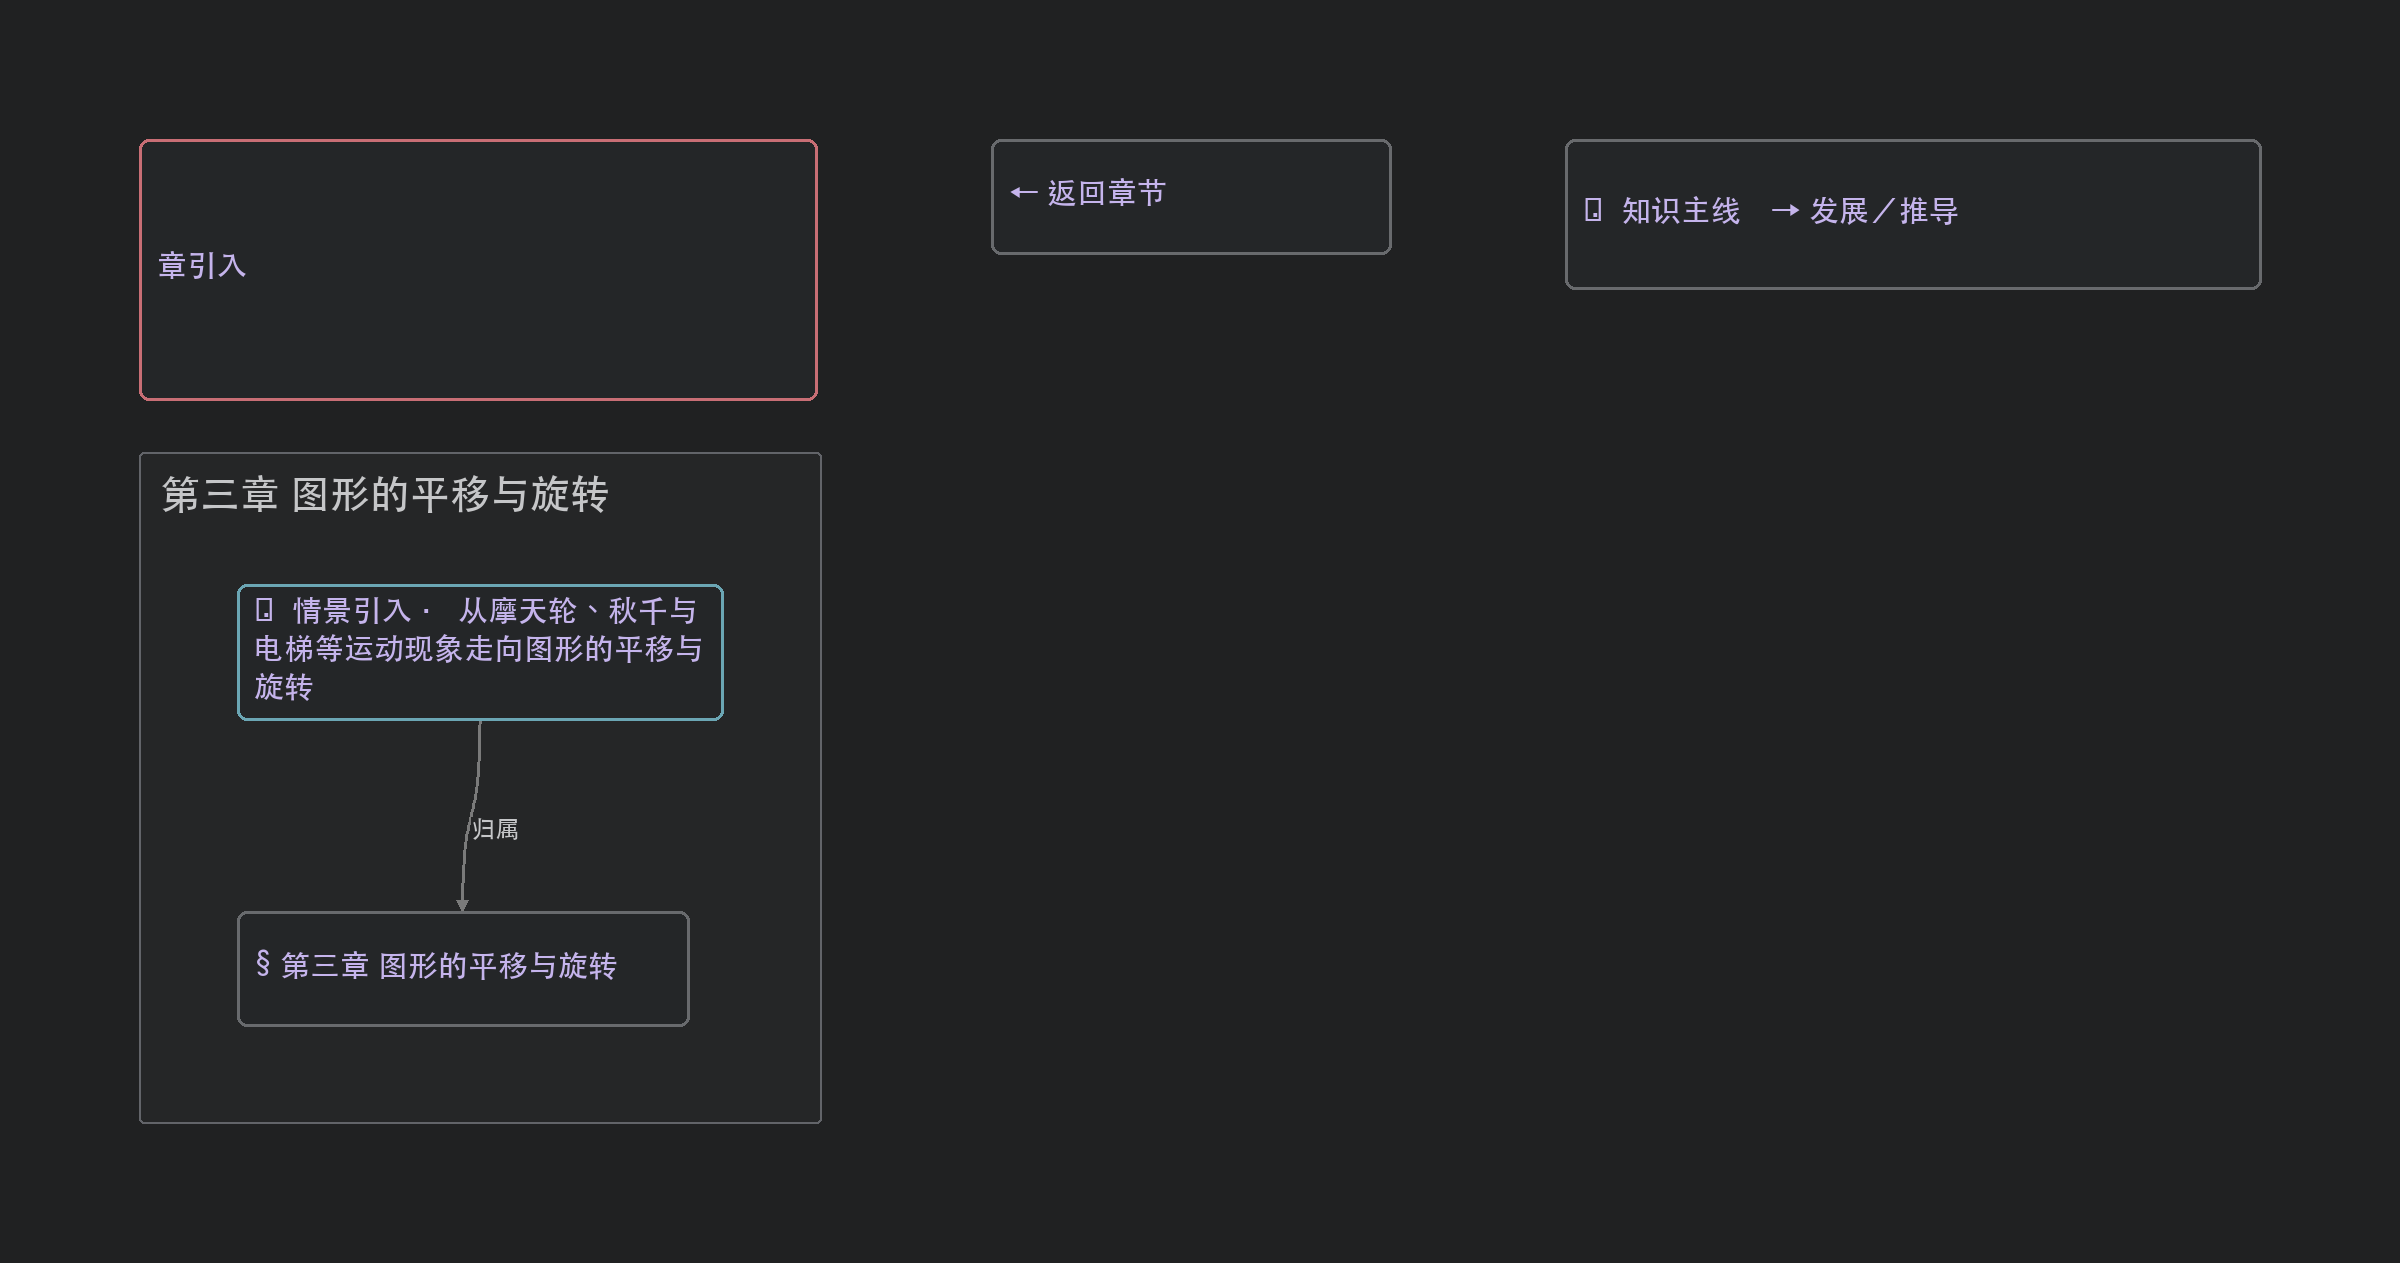 章引入
← 返回章节
知识主线 → 发展／推导
第三章 图形的平移与旋转
情景引入· 从摩天轮、秋千与
电梯等运动现象走向图形的平移与
旋转
归属
§ 第三章 图形的平移与旋转